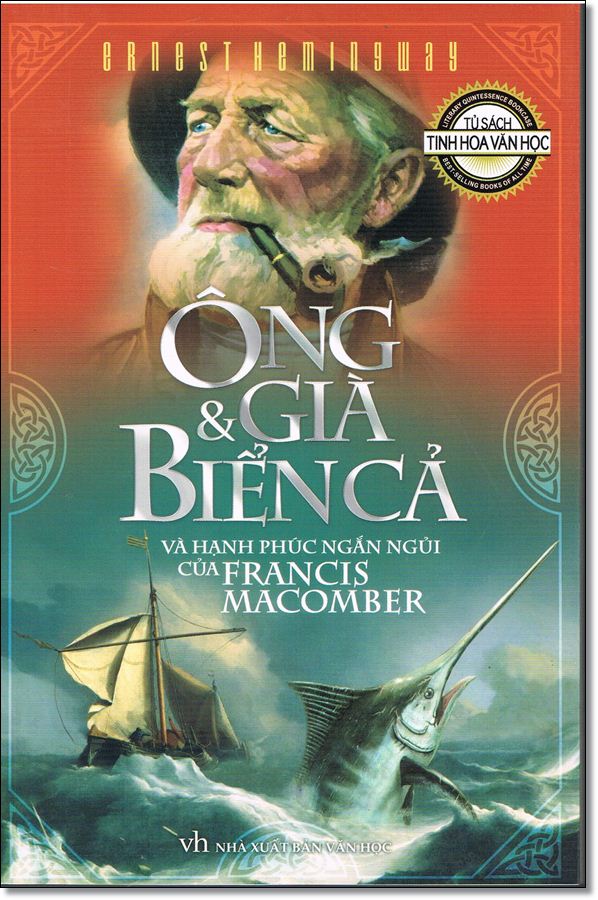 ERNEST HEMINGWAY
LITERARY QUINTESSENCE BOOKCASE
TỦ SÁCH
TINH HOA VĂN HỌC
BEST-SELLING BOOKS OF ALL TIME
ÔNG
& GIÀ
BIỂN CẢ
VÀ HẠNH PHÚC NGẮN NGỦI
CỦA FRANCIS
MACOMBER
vh NHÀ XUẤT BẢN VĂN HỌC